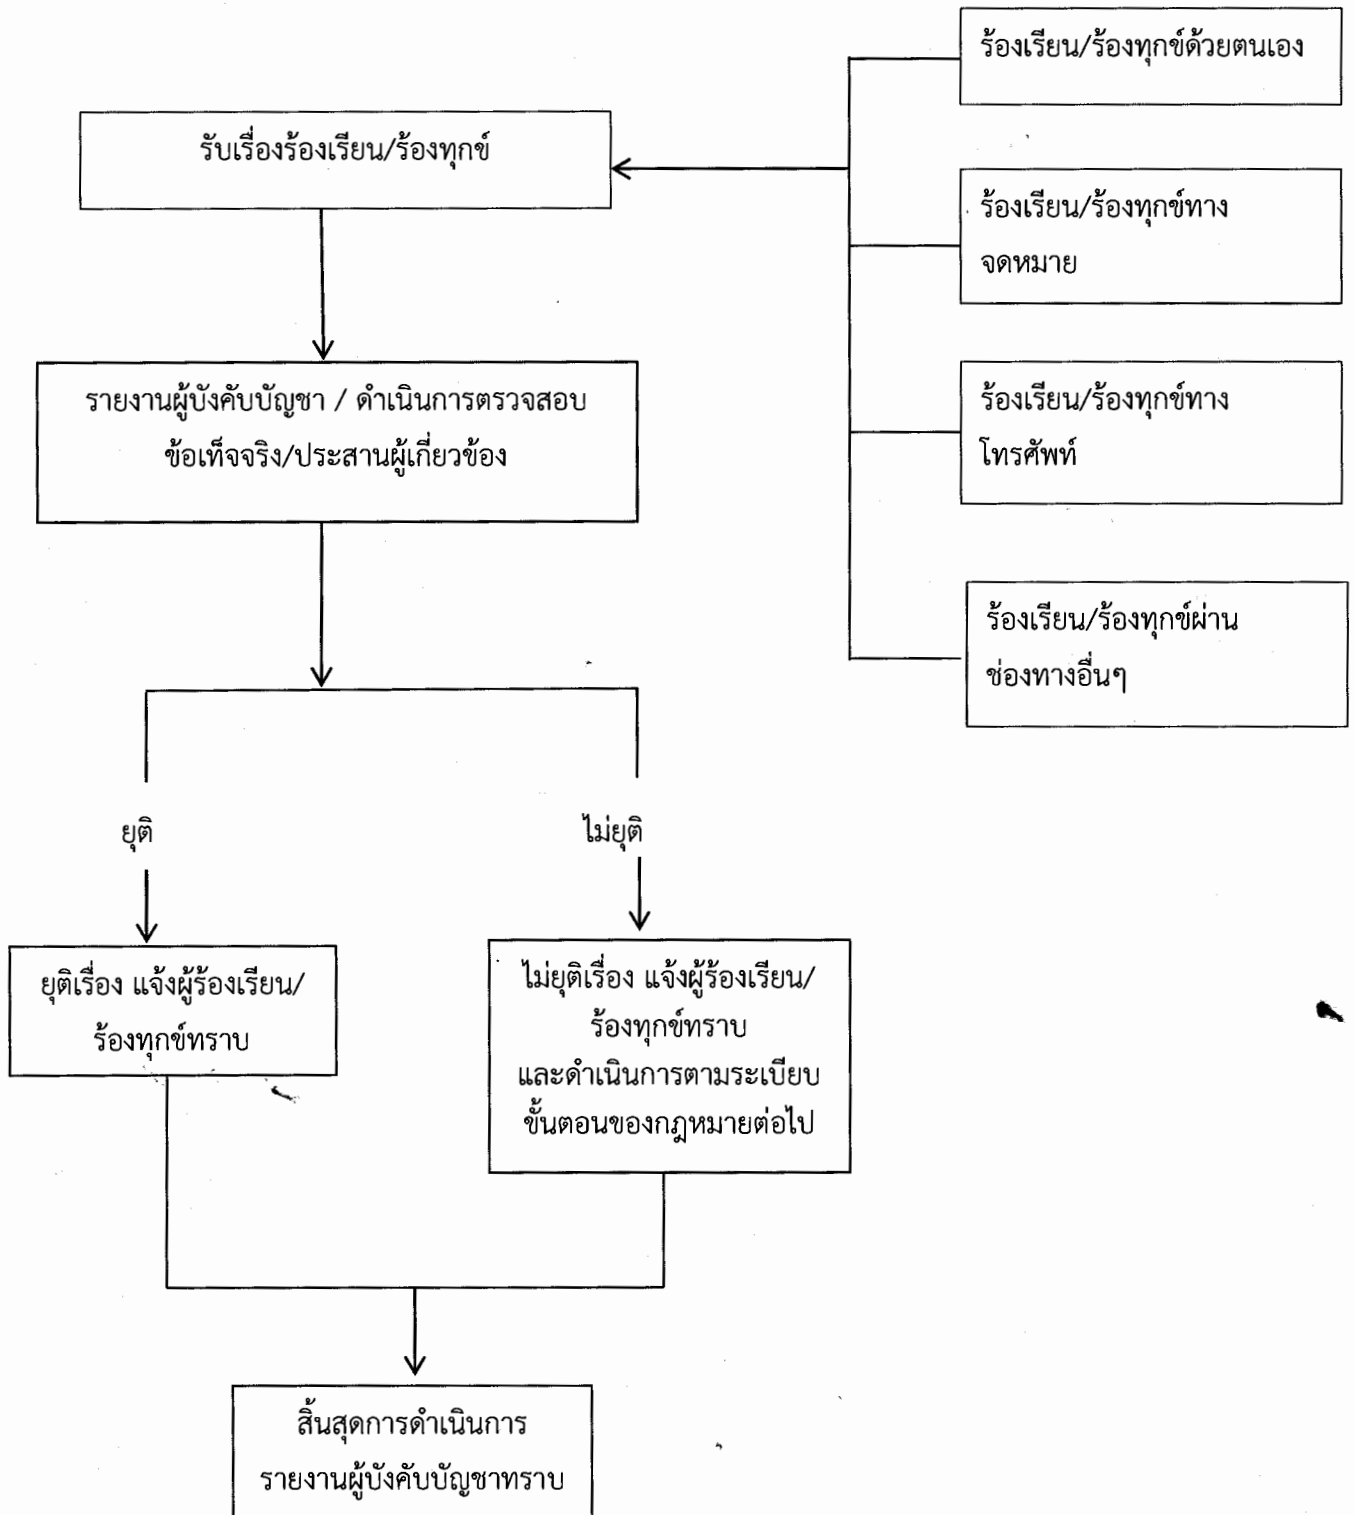 ร้องเรียน/ร้องทุกข์ด้วยตนเอง
รับเรื่องร้องเรียน/ร้องทุกข์
ร้องเรียน/ร้องทุกข์ทาง
จดหมาย
รายงานผู้บังคับบัญชา / ดำเนินการตรวจสอบ
ข้อเท็จจริง/ประสานผู้เกี่ยวข้อง
ร้องเรียน/ร้องทุกข์ทาง
โทรศัพท์
ร้องเรียน/ร้องทุกข์ผ่าน
ช่องทางอื่นๆ
ยุติ
ไม่ยุติ
ยุติเรื่อง แจ้งผู้ร้องเรียน/
ร้องทุกข์ทราบ
ไม่ยุติเรื่อง แจ้งผู้ร้องเรียน/
ร้องทุกข์ทราบ
และดำเนินการตามระเบียบ
ขั้นตอนของกฎหมายต่อไป
สิ้นสุดการดำเนินการ
รายงานผู้บังคับบัญชาทราบ